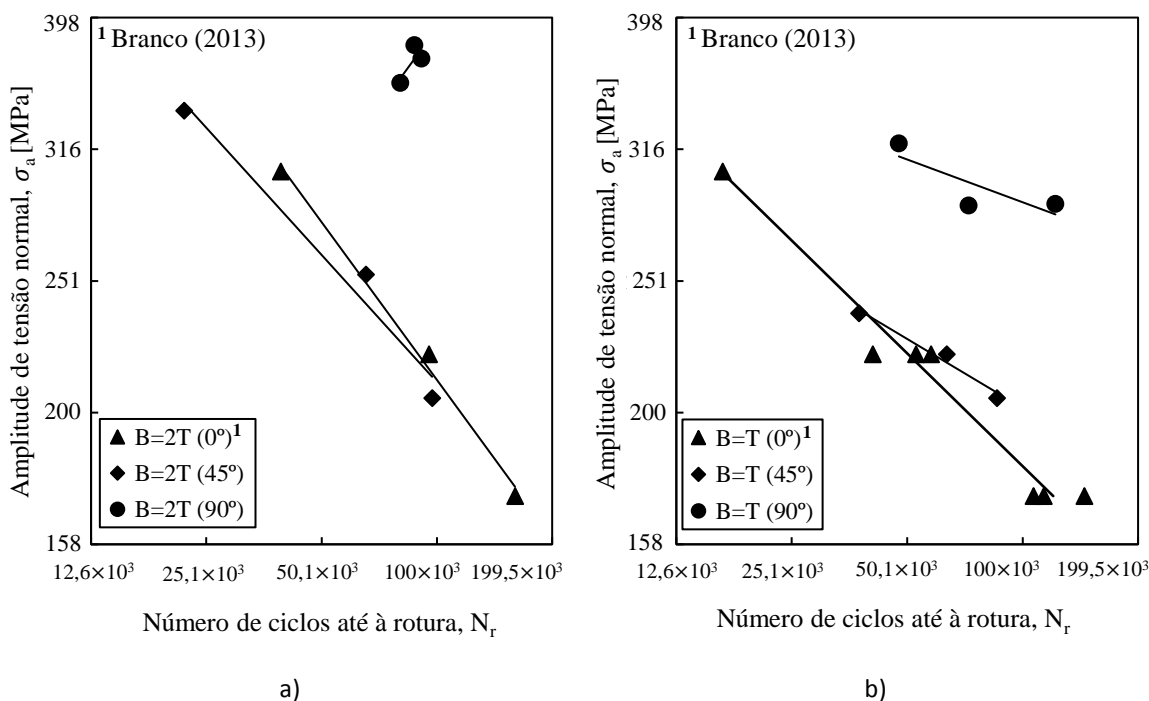 ¹ Branco (2013)
Amplitude de tensão normal, σₐ [MPa]
398
316
251
200
158
▲ B=2T (0º)¹
◆ B=2T (45º)
● B=2T (90º)
12,6×10³ 25,1×10³ 50,1×10³ 100×10³ 199,5×10³
Número de ciclos até à rotura, Nᵣ
a)
¹ Branco (2013)
Amplitude de tensão normal, σₐ [MPa]
398
316
251
200
158
▲ B=T (0º)¹
◆ B=T (45º)
● B=T (90º)
12,6×10³ 25,1×10³ 50,1×10³ 100×10³ 199,5×10³
Número de ciclos até à rotura, Nᵣ
b)